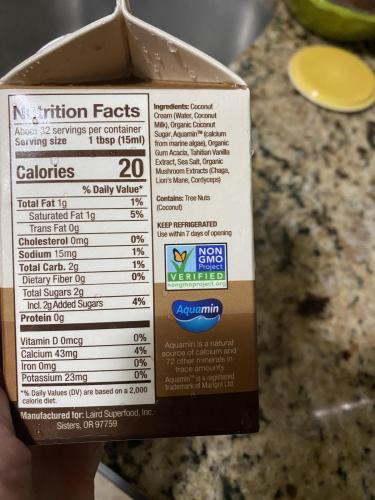 Nutrition Facts
About 32 servings per container
Serving size 1 tbsp (15ml)
Calories 20
% Daily Value*
Total Fat 1g 1%
Saturated Fat 1g 5%
Trans Fat 0g
Cholesterol 0mg 0%
Sodium 15mg 1%
Total Carb. 2g 1%
Dietary Fiber 0g 0%
Total Sugars 2g
Incl. 2g Added Sugars 4%
Protein 0g
Vitamin D 0mcg 0%
Calcium 43mg 4%
Iron 0mg 0%
Potassium 23mg 0%
*% Daily Values (DV) are based on a 2,000
calorie diet.
Manufactured for: Laird Superfood, Inc.
Sisters, OR 97759
Ingredients: Coconut
Cream (Water, Coconut
Milk), Organic Coconut
Sugar, Aquamin™ (calcium
from marine algae), Organic
Gum Acacia, Tahitian Vanilla
Extract, Sea Salt, Organic
Mushroom Extracts (Chaga,
Lion's Mane, Cordyceps)
Contains: Tree Nuts
(Coconut)
KEEP REFRIGERATED
Use within 7 days of opening
NON
GMO
Project
VERIFIED
nongmoproject.org
Aquamin
Aquamin is a natural
source of calcium and
72 other minerals in
trace amounts
Aquamin™ is a registered
trademark of Marigot Ltd.